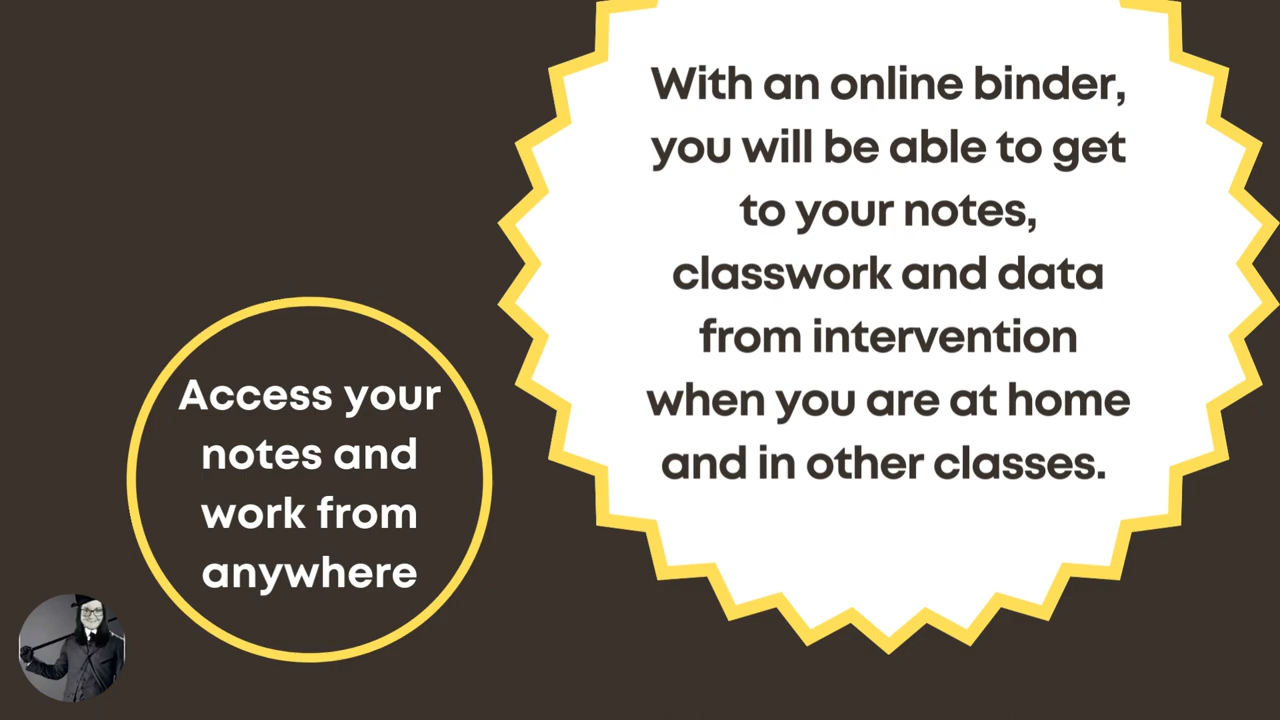 With an online binder,
you will be able to get
to your notes,
classwork and data
from intervention
when you are at home
and in other classes.
Access your
notes and
work from
anywhere